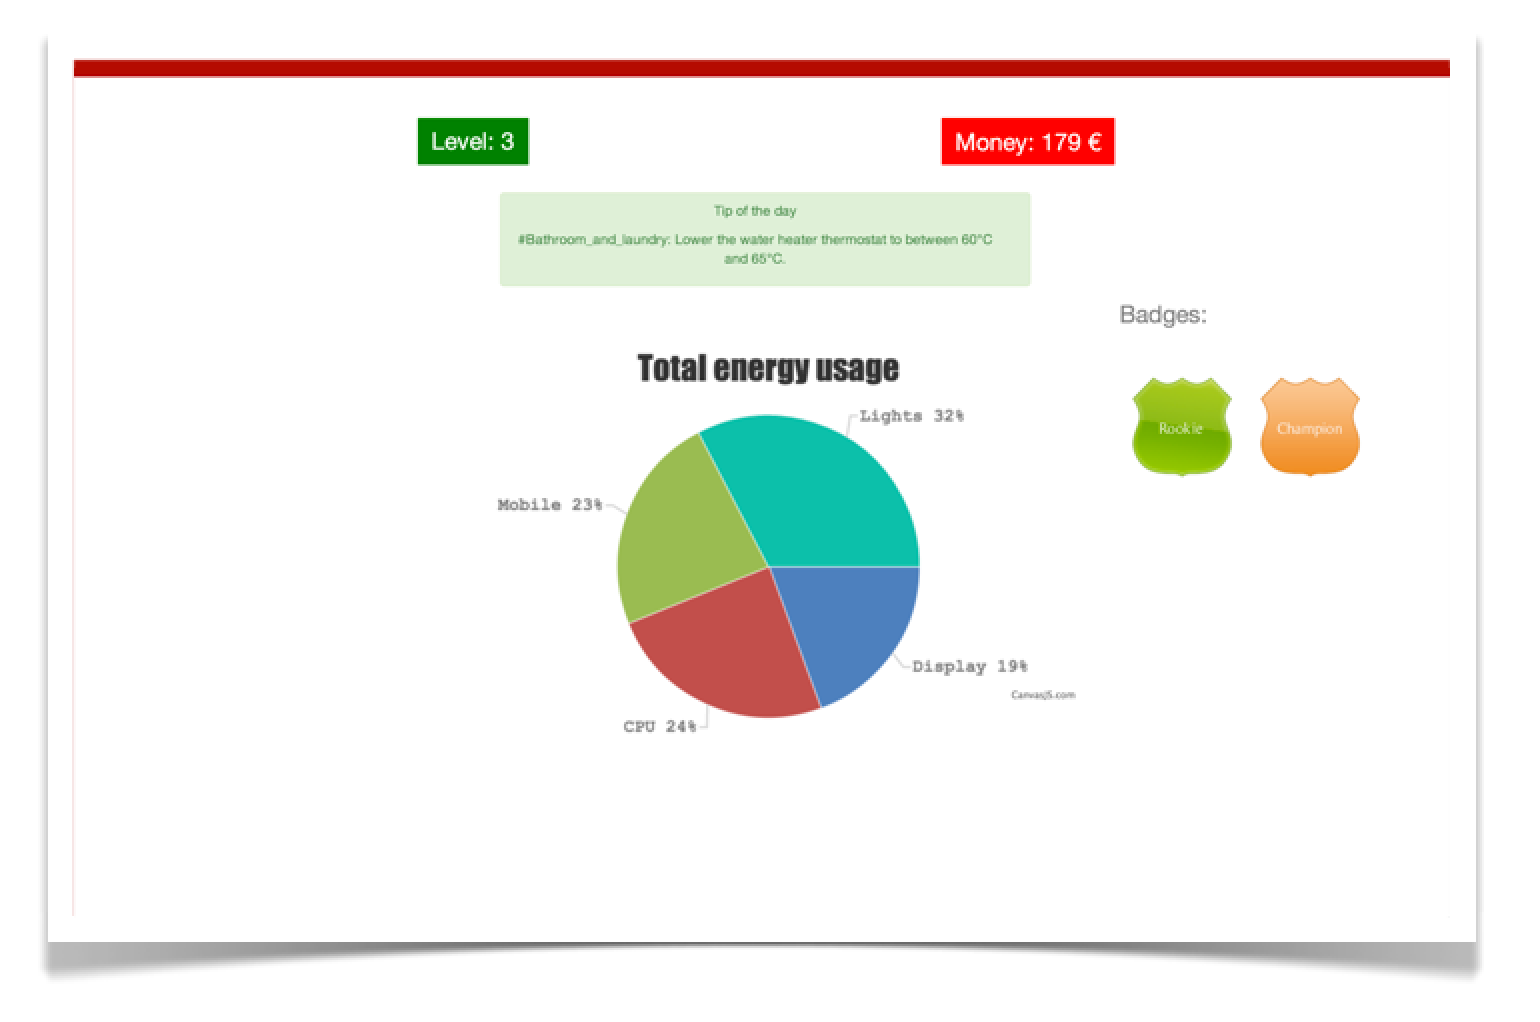 Level: 3
Money: 179 €
Tip of the day
#Bathroom_and_laundry: Lower the water heater thermostat to between 60°C
and 65°C.
Badges:
Rookie
Champion
Total energy usage
Lights 32%
Mobile 23%
Display 19%
CanvasJS.com
CPU 24%